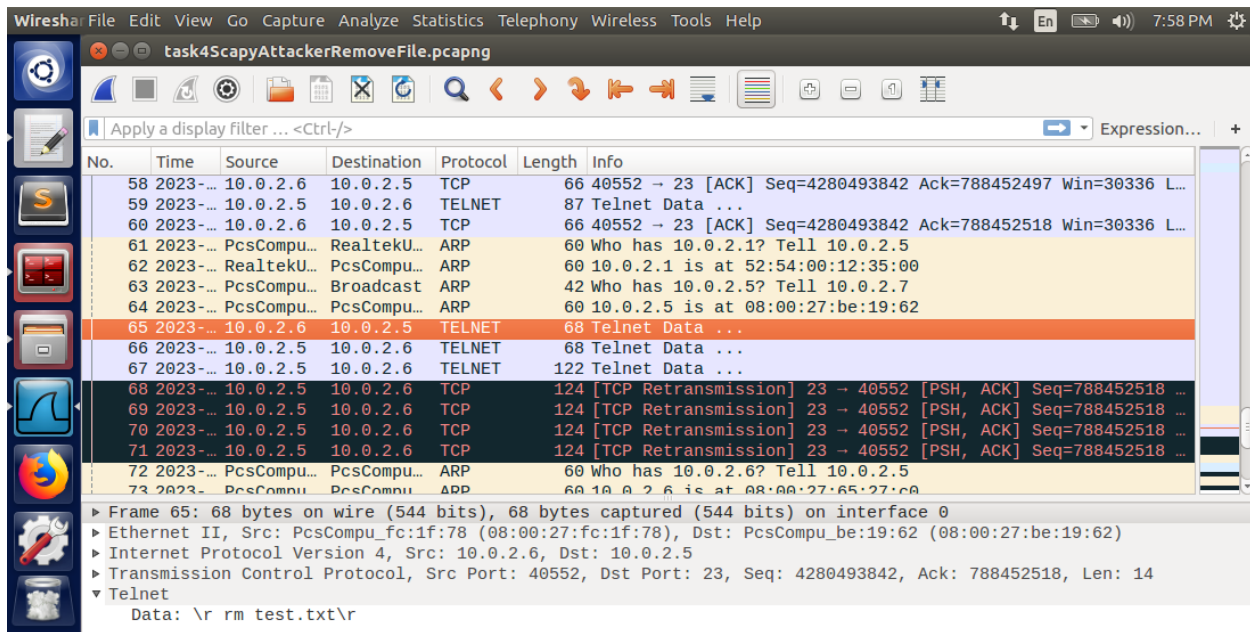 Wireshar File Edit View Go Capture Analyze Statistics Telephony Wireless Tools Help En 7:58 PM
task4ScapyAttackerRemoveFile.pcapng
Apply a display filter ... <Ctrl-/> Expression... +
No. Time Source Destination Protocol Length Info
58 2023-… 10.0.2.6 10.0.2.5 TCP 66 40552 → 23 [ACK] Seq=4280493842 Ack=788452497 Win=30336 L…
59 2023-… 10.0.2.5 10.0.2.6 TELNET 87 Telnet Data ...
60 2023-… 10.0.2.6 10.0.2.5 TCP 66 40552 → 23 [ACK] Seq=4280493842 Ack=788452518 Win=30336 L…
61 2023-… PcsCompu… RealtekU… ARP 60 Who has 10.0.2.1? Tell 10.0.2.5
62 2023-… RealtekU… PcsCompu… ARP 60 10.0.2.1 is at 52:54:00:12:35:00
63 2023-… PcsCompu… Broadcast ARP 42 Who has 10.0.2.5? Tell 10.0.2.7
64 2023-… PcsCompu… PcsCompu… ARP 60 10.0.2.5 is at 08:00:27:be:19:62
65 2023-… 10.0.2.6 10.0.2.5 TELNET 68 Telnet Data ...
66 2023-… 10.0.2.5 10.0.2.6 TELNET 68 Telnet Data ...
67 2023-… 10.0.2.5 10.0.2.6 TELNET 122 Telnet Data ...
68 2023-… 10.0.2.5 10.0.2.6 TCP 124 [TCP Retransmission] 23 → 40552 [PSH, ACK] Seq=788452518 …
69 2023-… 10.0.2.5 10.0.2.6 TCP 124 [TCP Retransmission] 23 → 40552 [PSH, ACK] Seq=788452518 …
70 2023-… 10.0.2.5 10.0.2.6 TCP 124 [TCP Retransmission] 23 → 40552 [PSH, ACK] Seq=788452518 …
71 2023-… 10.0.2.5 10.0.2.6 TCP 124 [TCP Retransmission] 23 → 40552 [PSH, ACK] Seq=788452518 …
72 2023-… PcsCompu… PcsCompu… ARP 60 Who has 10.0.2.6? Tell 10.0.2.5
73 2023-… PcsCompu… PcsCompu… ARP 60 10.0.2.6 is at 08:00:27:65:27:c0
Frame 65: 68 bytes on wire (544 bits), 68 bytes captured (544 bits) on interface 0
Ethernet II, Src: PcsCompu_fc:1f:78 (08:00:27:fc:1f:78), Dst: PcsCompu_be:19:62 (08:00:27:be:19:62)
Internet Protocol Version 4, Src: 10.0.2.6, Dst: 10.0.2.5
Transmission Control Protocol, Src Port: 40552, Dst Port: 23, Seq: 4280493842, Ack: 788452518, Len: 14
Telnet
Data: \r rm test.txt\r